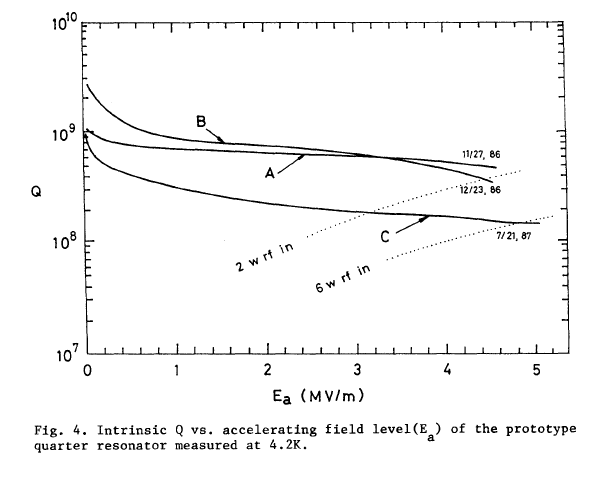 10^10
10^9
Q
10^8
10^7
B
A
C
11/27, 86
12/23, 86
7/21, 87
2 w rf in
6 w rf in
0 1 2 3 4 5
E_a (MV/m)
Fig. 4. Intrinsic Q vs. accelerating field level(E_a) of the prototype
quarter resonator measured at 4.2K.